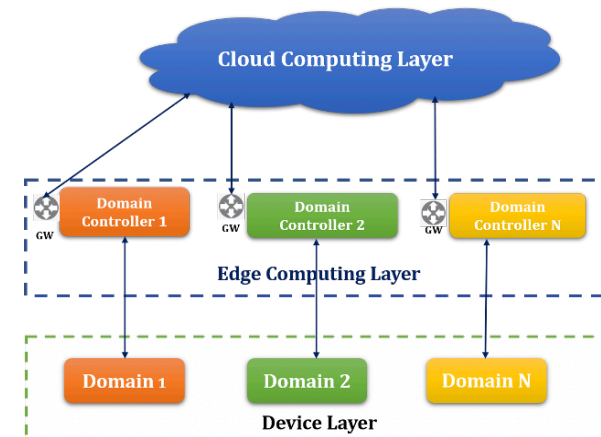 Cloud Computing Layer
Domain
Controller 1
Domain
Controller 2
Domain
Controller N
GW
GW
GW
Edge Computing Layer
Domain 1
Domain 2
Domain N
Device Layer